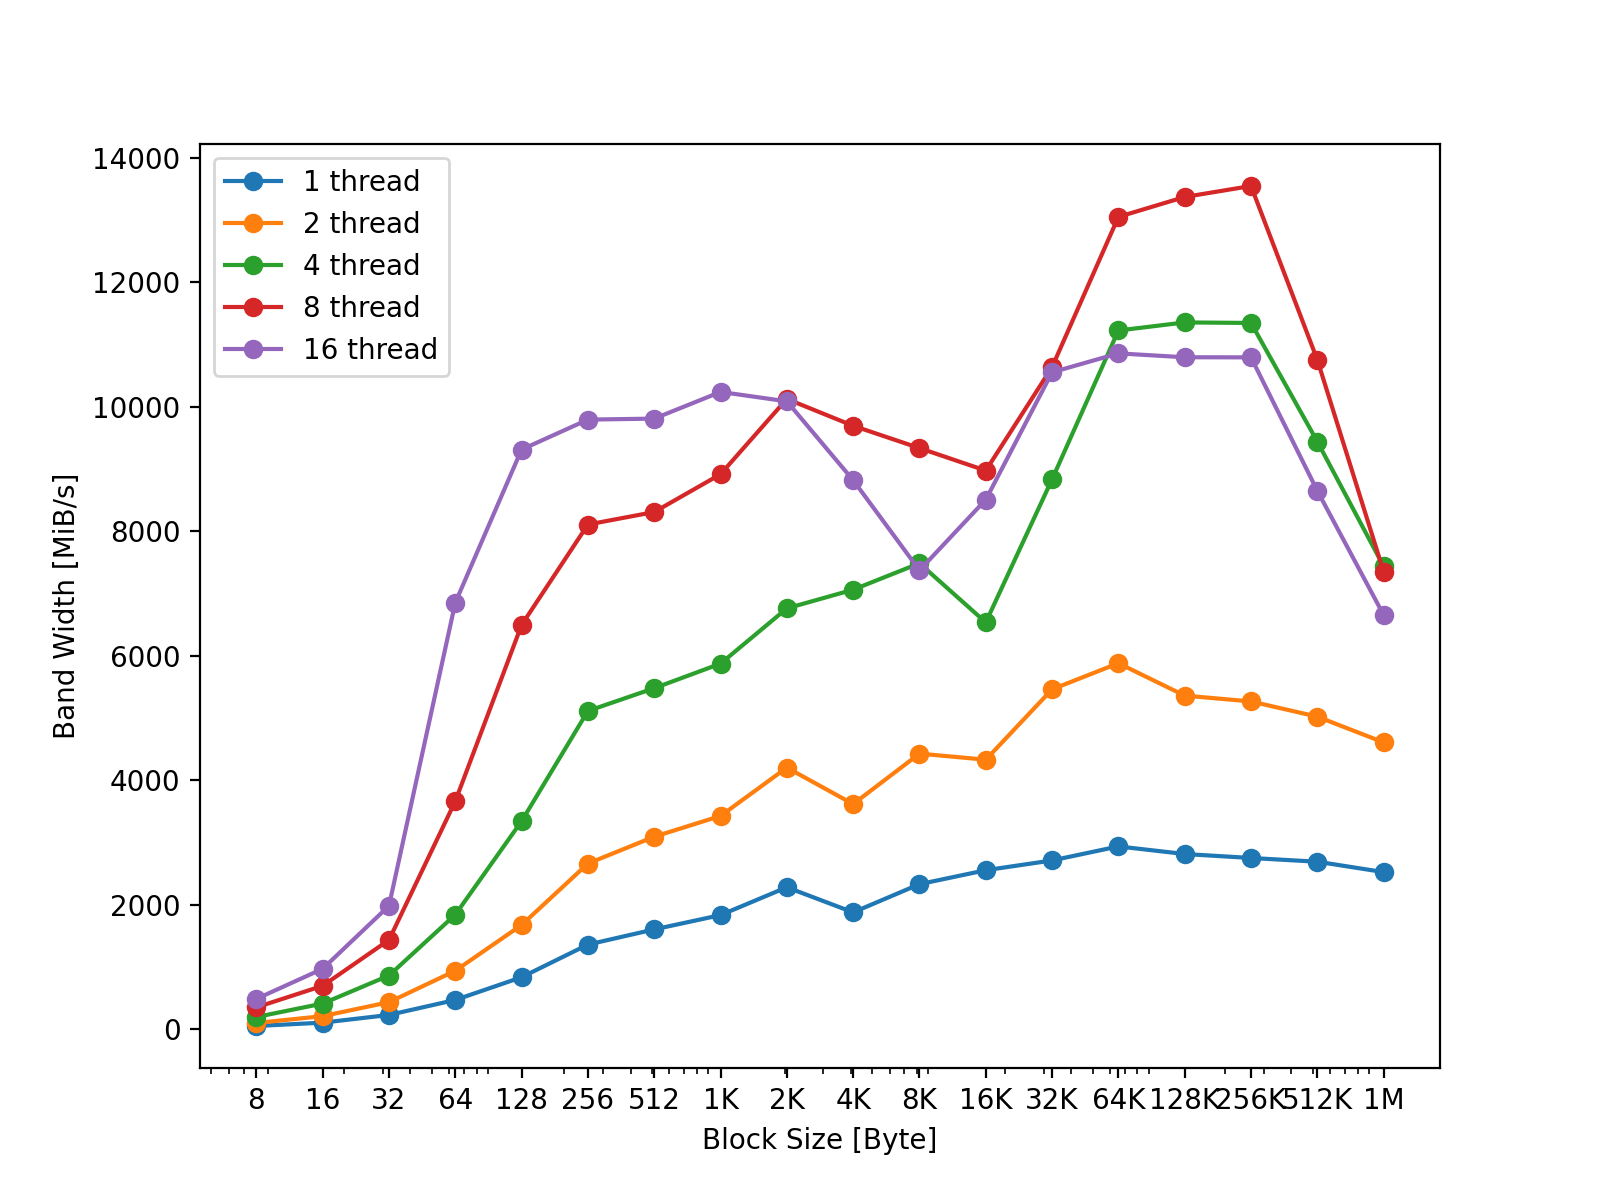 14000
12000
10000
8000
6000
4000
2000
0
Band Width [MiB/s]
1 thread
2 thread
4 thread
8 thread
16 thread
8 16 32 64 128 256 512 1K 2K 4K 8K 16K 32K 64K 128K 256K 512K 1M
Block Size [Byte]